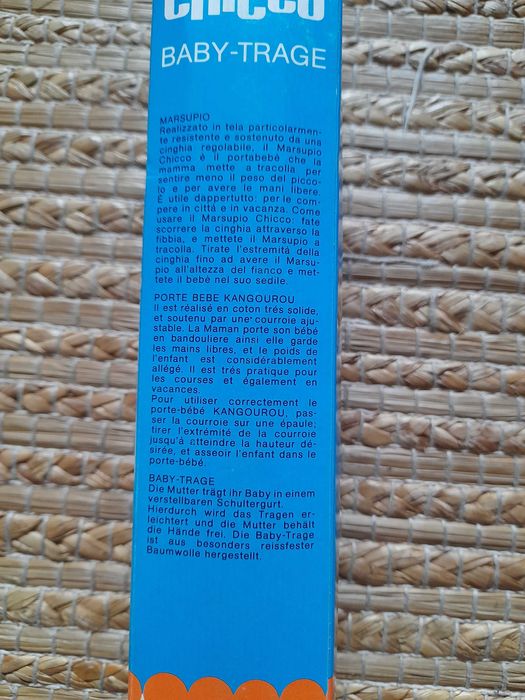 chicco
BABY-TRAGE
MARSUPIO
Realizzato in tela particolarmen-
te resistente e sostenuto da una
cinghia regolabile, il Marsupio
Chicco è il portabebé che la
mamma mette a tracolla per
sentire meno il peso del picco-
lo e per avere le mani libere.
È utile dappertutto: per le com-
pere in città e in vacanza. Come
usare il Marsupio Chicco: fate
scorrere la cinghia attraverso la
fibbia, e mettete il Marsupio a
tracolla. Tirate l'estremità della
cinghia fino ad avere il Marsu-
pio all'altezza del fianco e met-
tete il bebè nel suo sedile.
PORTE BEBE KANGOUROU
Il est réalisé en coton trés solide,
et soutenu par une courroie aju-
stable. La Maman porte son bébé
en bandouliere ainsi elle garde
les mains libres, et le poids de
l'enfant est considérablement
allégé. Il est trés pratique pour
les courses et également en
vacances.
Pour utiliser correctement le
porte-bébé KANGOUROU, pas-
ser la courroie sur une épaule;
tirer l'extrémité de la courroie
jusqu'à atteindre la hauteur dé-
sirée, et asseoir l'enfant dans le
porte-bébé.
BABY-TRAGE
Die Mutter trägt ihr Baby in einem
verstellbaren Schultergurt.
Hierdurch wird das Tragen er-
leichtert und die Mutter behält
die Hände frei. Die Baby-Trage
ist aus besonders reissfester
Baumwolle hergestellt.